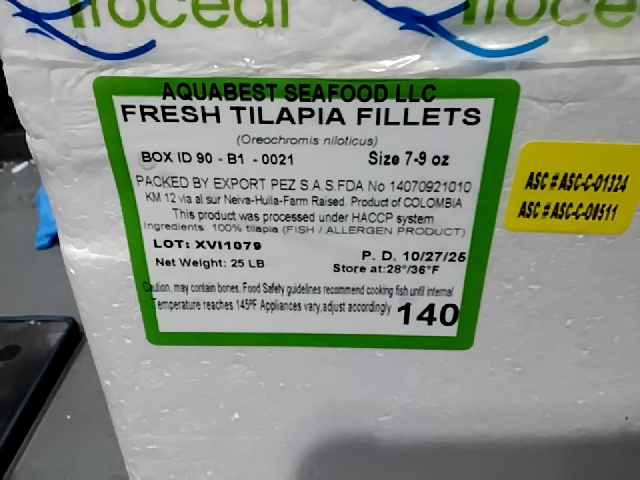 AQUABEST SEAFOOD LLC
FRESH TILAPIA FILLETS
(Oreochromis niloticus)
BOX ID 90 - B1 - 0021 Size 7-9 oz
PACKED BY EXPORT PEZ S.A.S.FDA No 14070921010
KM 12 via al sur Neiva-Huila-Farm Raised. Product of COLOMBIA
This product was processed under HACCP system
Ingredients: 100% tilapia (FISH / ALLERGEN PRODUCT)
LOT: XVI1079
P. D. 10/27/25
Net Weight: 25 LB
Store at:28°/36°F
Caution, may contain bones. Food Safety guidelines recommend cooking fish until internal
Temperature reaches 145ºF Appliances vary,adjust accordingly 140
ASC # ASC-C-01324
ASC # ASC-C-00511